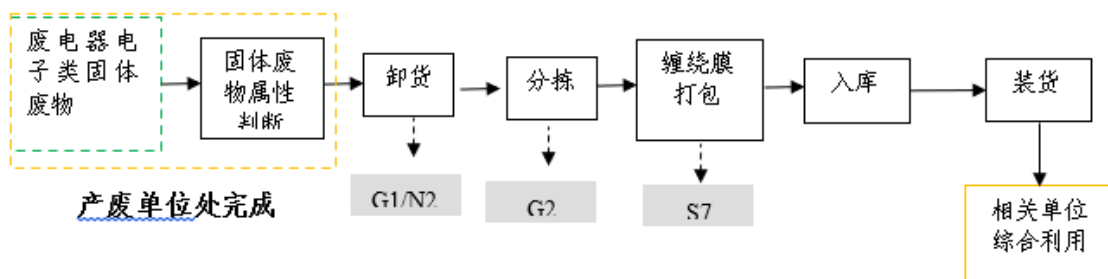 废电器电
子类固体
废物
固体废
物属性
判断
卸货
分拣
缠绕膜
打包
入库
装货
产废单位处完成
G1/N2
G2
S7
相关单位
综合利用